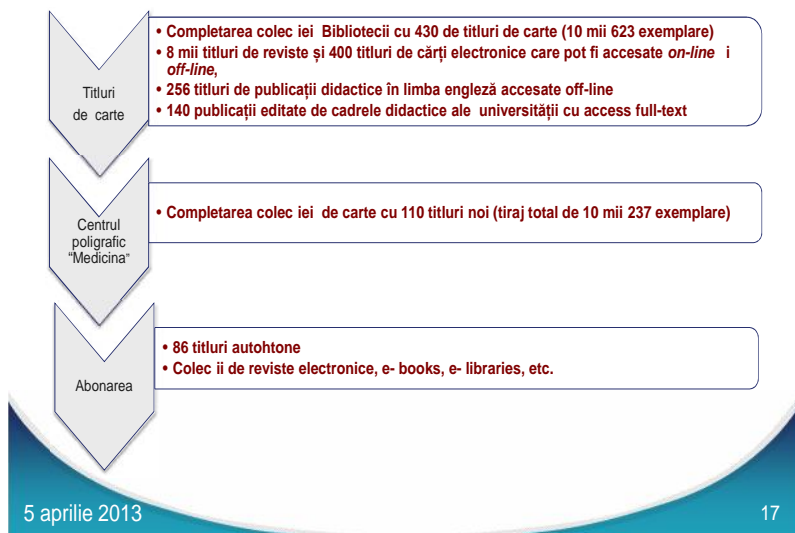 Titluri
de carte
• Completarea colec iei Bibliotecii cu 430 de titluri de carte (10 mii 623 exemplare)
• 8 mii titluri de reviste și 400 titluri de cărți electronice care pot fi accesate on-line i
off-line,
• 256 titluri de publicații didactice în limba engleză accesate off-line
• 140 publicații editate de cadrele didactice ale universității cu access full-text
Centrul
poligrafic
“Medicina”
• Completarea colec iei de carte cu 110 titluri noi (tiraj total de 10 mii 237 exemplare)
Abonarea
• 86 titluri autohtone
• Colec ii de reviste electronice, e- books, e- libraries, etc.
5 aprilie 2013
17